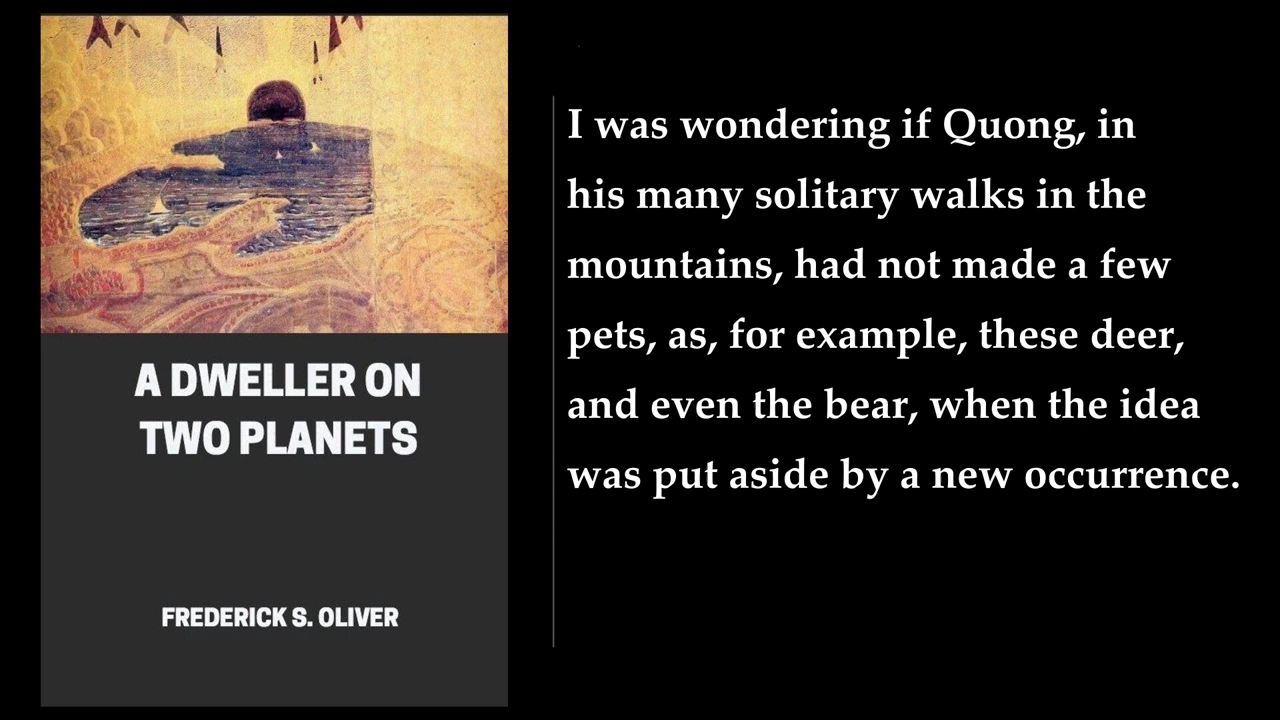 A DWELLER ON
TWO PLANETS
FREDERICK S. OLIVER
I was wondering if Quong, in
his many solitary walks in the
mountains, had not made a few
pets, as, for example, these deer,
and even the bear, when the idea
was put aside by a new occurrence.